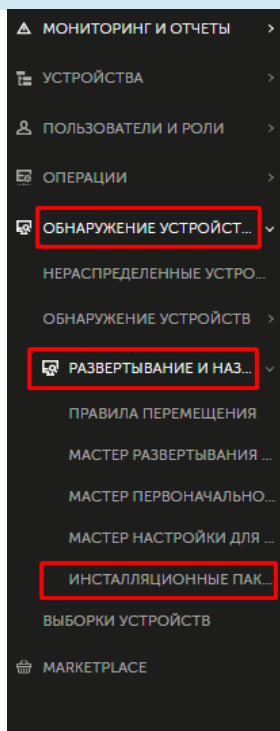 МОНИТОРИНГ И ОТЧЕТЫ
УСТРОЙСТВА
ПОЛЬЗОВАТЕЛИ И РОЛИ
ОПЕРАЦИИ
ОБНАРУЖЕНИЕ УСТРОЙСТ...
НЕРАСПРЕДЕЛЕННЫЕ УСТРО...
ОБНАРУЖЕНИЕ УСТРОЙСТВ
РАЗВЕРТЫВАНИЕ И НАЗ...
ПРАВИЛА ПЕРЕМЕЩЕНИЯ
МАСТЕР РАЗВЕРТЫВАНИЯ ...
МАСТЕР ПЕРВОНАЧАЛЬНО...
МАСТЕР НАСТРОЙКИ ДЛЯ ...
ИНСТАЛЛЯЦИОННЫЕ ПАК...
ВЫБОРКИ УСТРОЙСТВ
MARKETPLACE